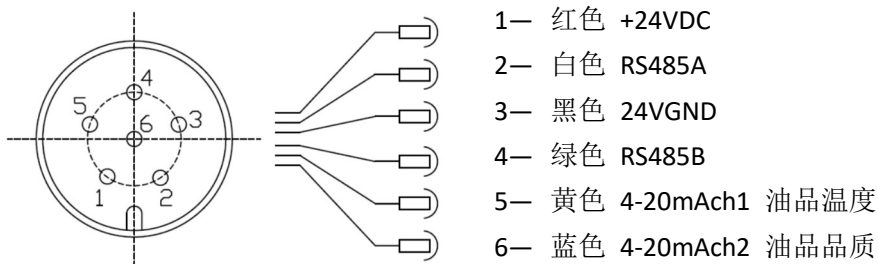 4
5
3
6
1
2
1— 红色 +24VDC
2— 白色 RS485A
3— 黑色 24VGND
4— 绿色 RS485B
5— 黄色 4-20mAch1 油品温度
6— 蓝色 4-20mAch2 油品品质